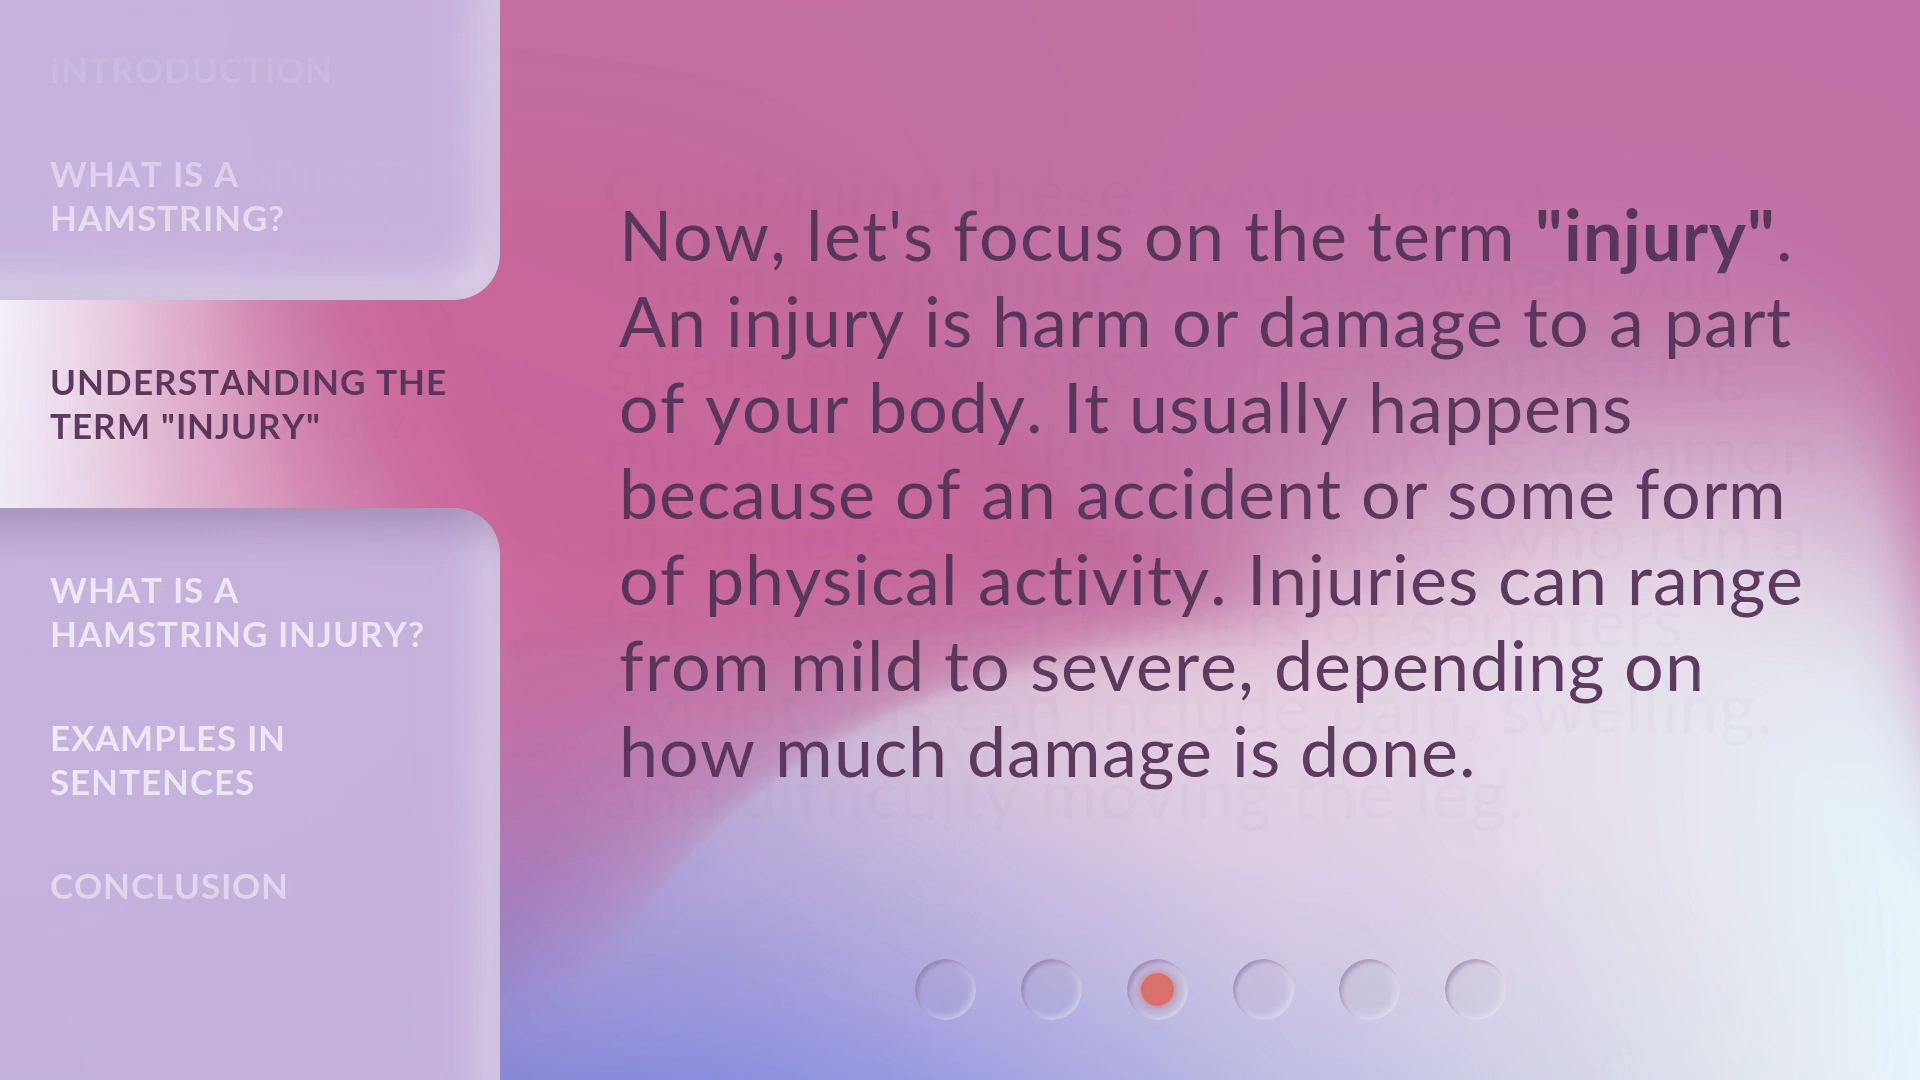 INTRODUCTION
WHAT IS A
HAMSTRING?
UNDERSTANDING THE
TERM "INJURY"
WHAT IS A
HAMSTRING INJURY?
EXAMPLES IN
SENTENCES
CONCLUSION
Now, let's focus on the term "injury".
An injury is harm or damage to a part
of your body. It usually happens
because of an accident or some form
of physical activity. Injuries can range
from mild to severe, depending on
how much damage is done.